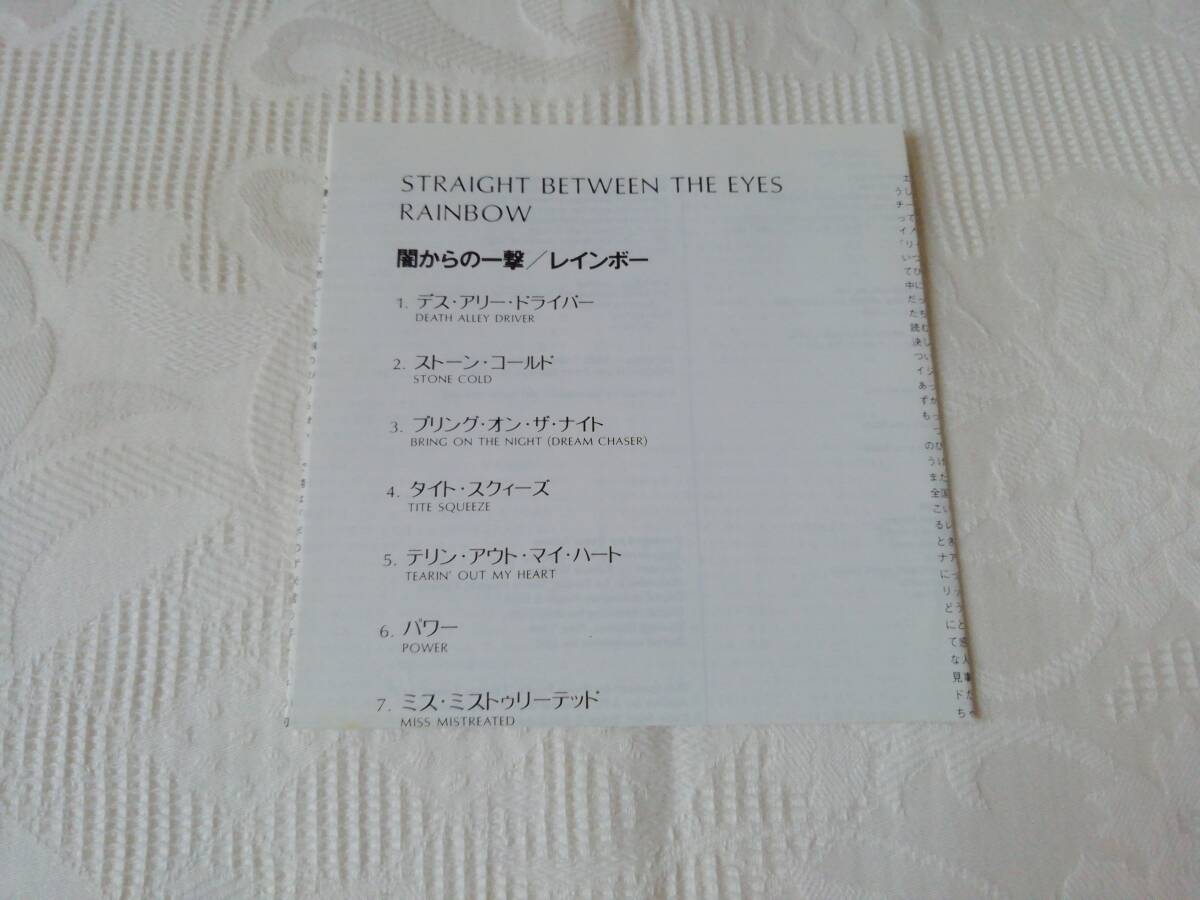 STRAIGHT BETWEEN THE EYES
RAINBOW
闇からの一撃/レインボー
1. デス・アリー・ドライバー
DEATH ALLEY DRIVER
2. ストーン・コールド
STONE COLD
3. ブリング・オン・ザ・ナイト
BRING ON THE NIGHT (DREAM CHASER)
4. タイト・スクィーズ
TITE SQUEEZE
5. テリン・アウト・マイ・ハート
TEARIN' OUT MY HEART
6. パワー
POWER
7. ミス・ミストゥリーテッド
MISS MISTREATED